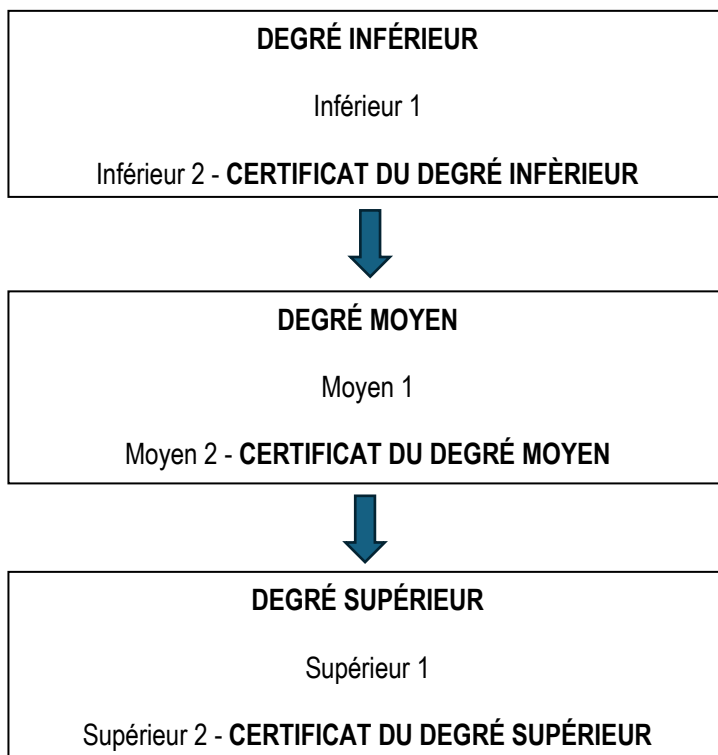 DEGRÉ INFÉRIEUR
Inférieur 1
Inférieur 2 - CERTIFICAT DU DEGRÉ INFÈRIEUR
DEGRÉ MOYEN
Moyen 1
Moyen 2 - CERTIFICAT DU DEGRÉ MOYEN
DEGRÉ SUPÉRIEUR
Supérieur 1
Supérieur 2 - CERTIFICAT DU DEGRÉ SUPÉRIEUR